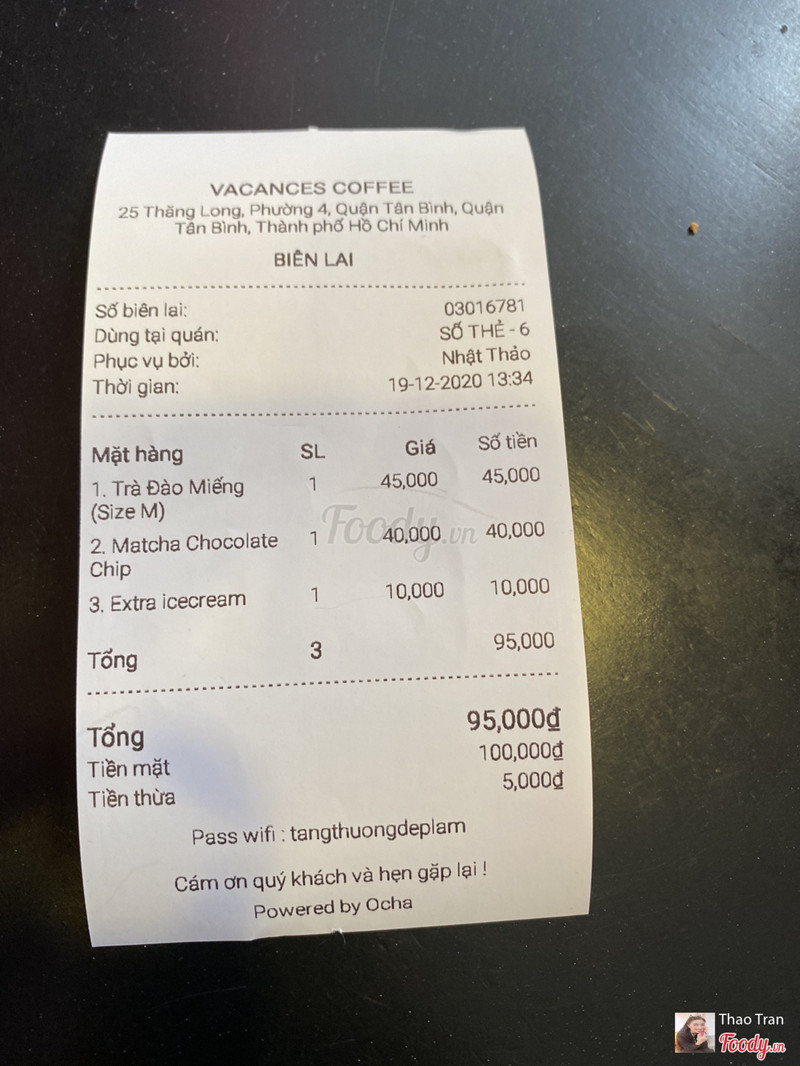 VACANCES COFFEE
25 Thăng Long, Phường 4, Quận Tân Bình, Quận
Tân Bình, Thành phố Hồ Chí Minh
BIÊN LAI
Số biên lai: 03016781
Dùng tại quán: SỐ THẺ - 6
Phục vụ bởi: Nhật Thảo
Thời gian: 19-12-2020 13:34
Mặt hàng SL Giá Số tiền
1. Trà Đào Miếng 1 45,000 45,000
(Size M)
2. Matcha Chocolate 1 40,000 40,000
Chip
3. Extra icecream 1 10,000 10,000
Tổng 3 95,000
Tổng 95,000₫
Tiền mặt 100,000₫
Tiền thừa 5,000₫
Pass wifi : tangthuongdeplam
Cám ơn quý khách và hẹn gặp lại !
Powered by Ocha
Foody.vn
Thao Tran
Foody.vn